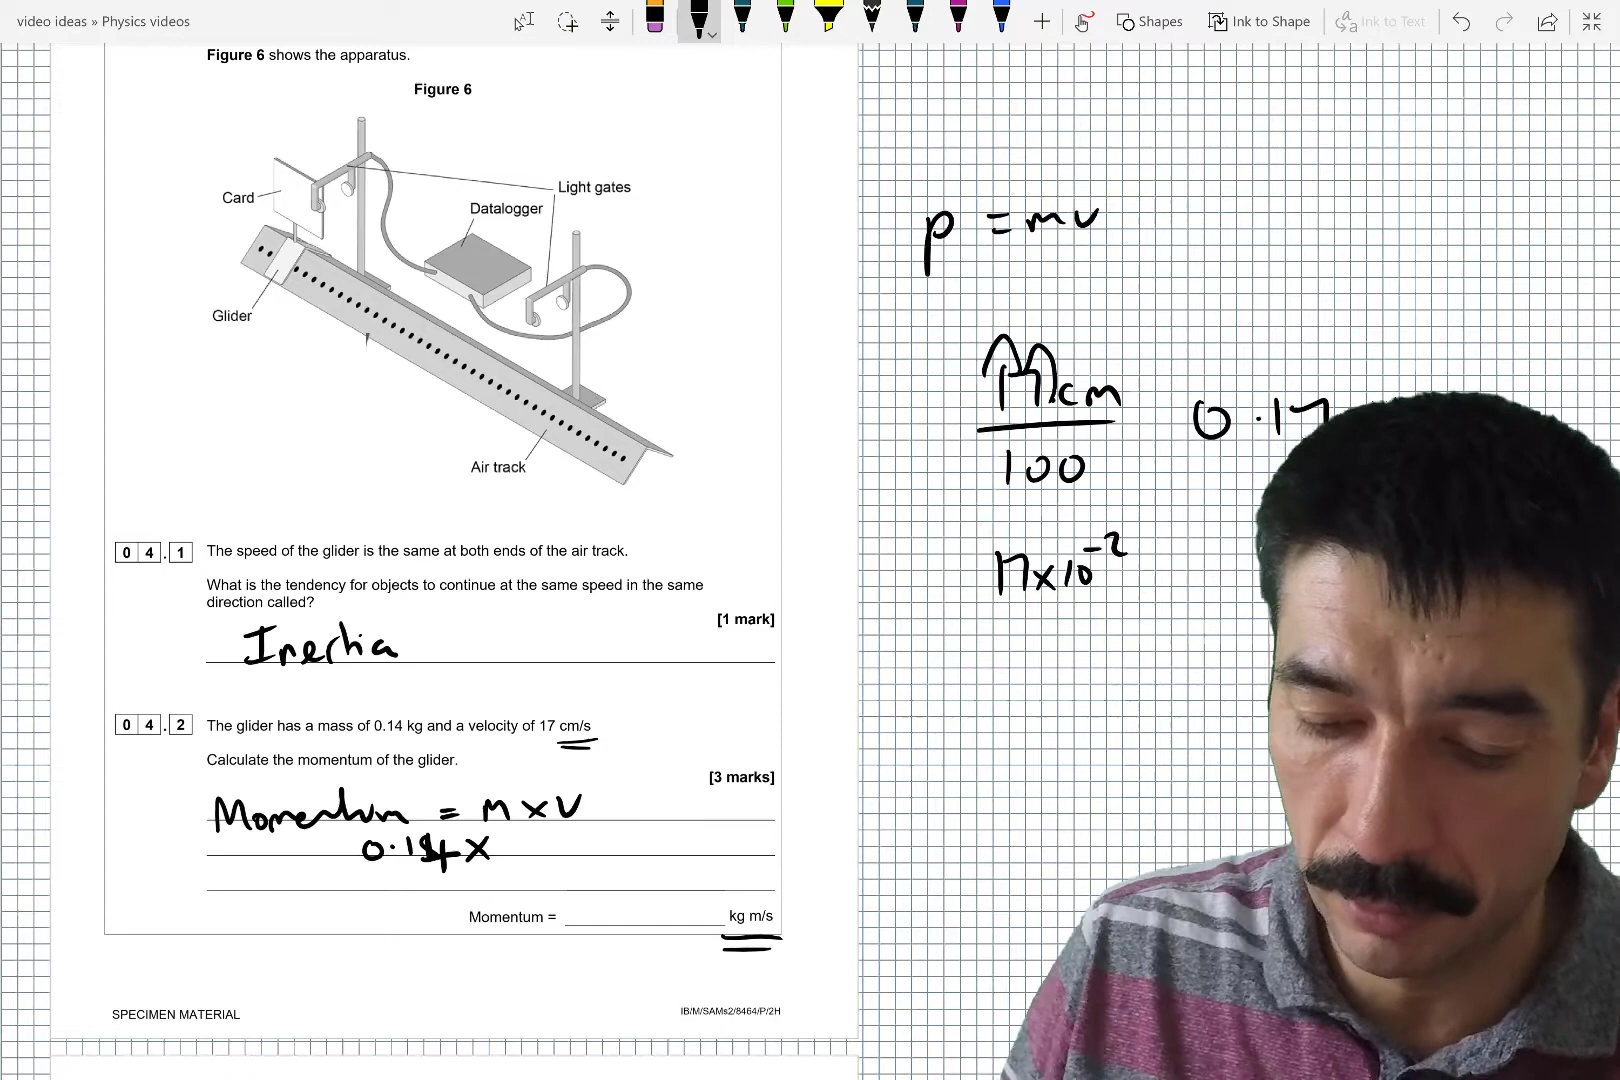 video ideas » Physics videos
Shapes
Ink to Shape
Ink to Text
Figure 6 shows the apparatus.
Figure 6
Card
Light gates
Datalogger
Glider
Air track
0 4 . 1 The speed of the glider is the same at both ends of the air track.
What is the tendency for objects to continue at the same speed in the same
direction called?
[1 mark]
Inertia
0 4 . 2 The glider has a mass of 0.14 kg and a velocity of 17 cm/s
Calculate the momentum of the glider.
[3 marks]
Momentum = m x v
0.14 x
Momentum = kg m/s
SPECIMEN MATERIAL
IB/M/SAMs2/8464/P/2H
p = mv
17cm
100
0.17
17x10⁻²